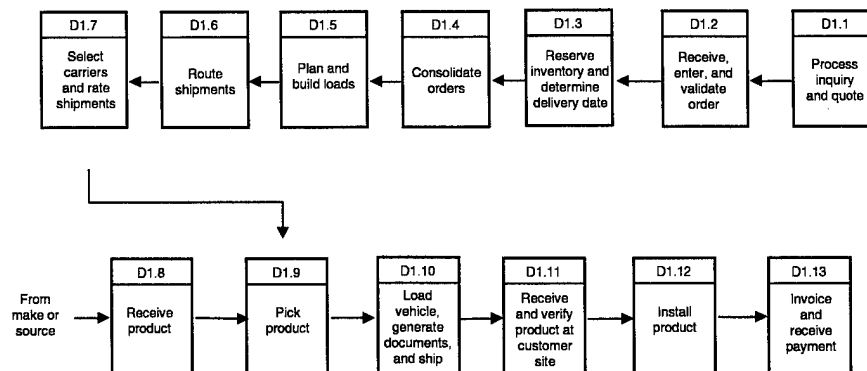 D1.7
Select
carriers
and rate
shipments
D1.6
Route
shipments
D1.5
Plan and
build loads
D1.4
Consolidate
orders
D1.3
Reserve
inventory and
determine
delivery date
D1.2
Receive,
enter, and
validate
order
D1.1
Process
inquiry
and quote
From
make or
source
D1.8
Receive
product
D1.9
Pick
product
D1.10
Load
vehicle,
generate
documents,
and ship
D1.11
Receive
and verify
product at
customer
site
D1.12
Install
product
D1.13
Invoice
and
receive
payment